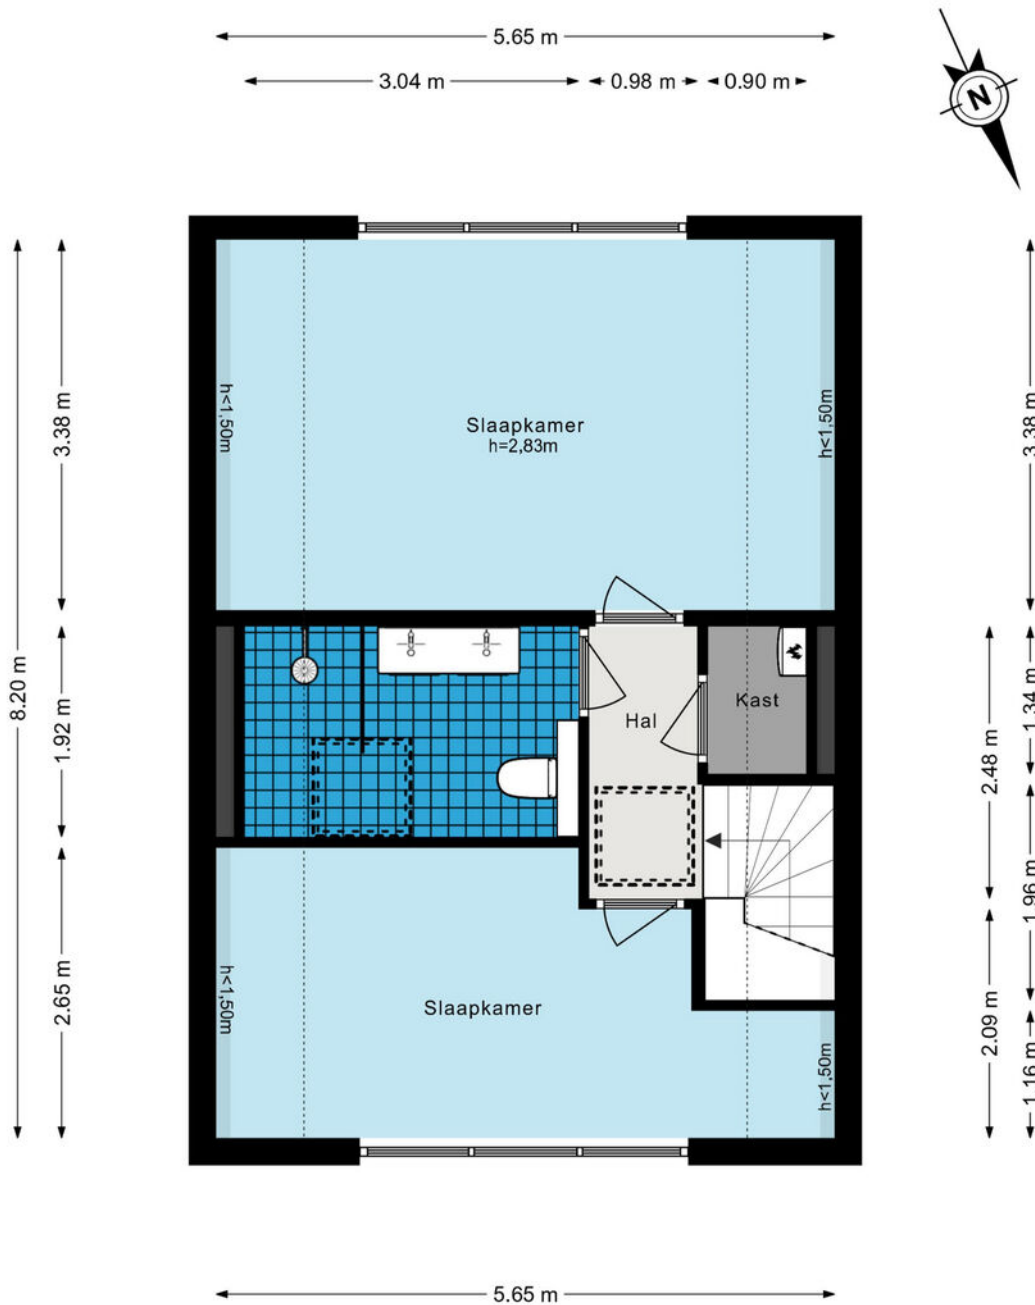 5.65 m
3.04 m
0.98 m
0.90 m
N
8.20 m
3.38 m
1.92 m
2.65 m
h<1,50m
Slaapkamer
h=2,83m
h<1,50m
3.38 m
Hal
Kast
2.48 m
1.34 m
1.96 m
h<1,50m
Slaapkamer
h<1,50m
2.09 m
1.16 m
5.65 m